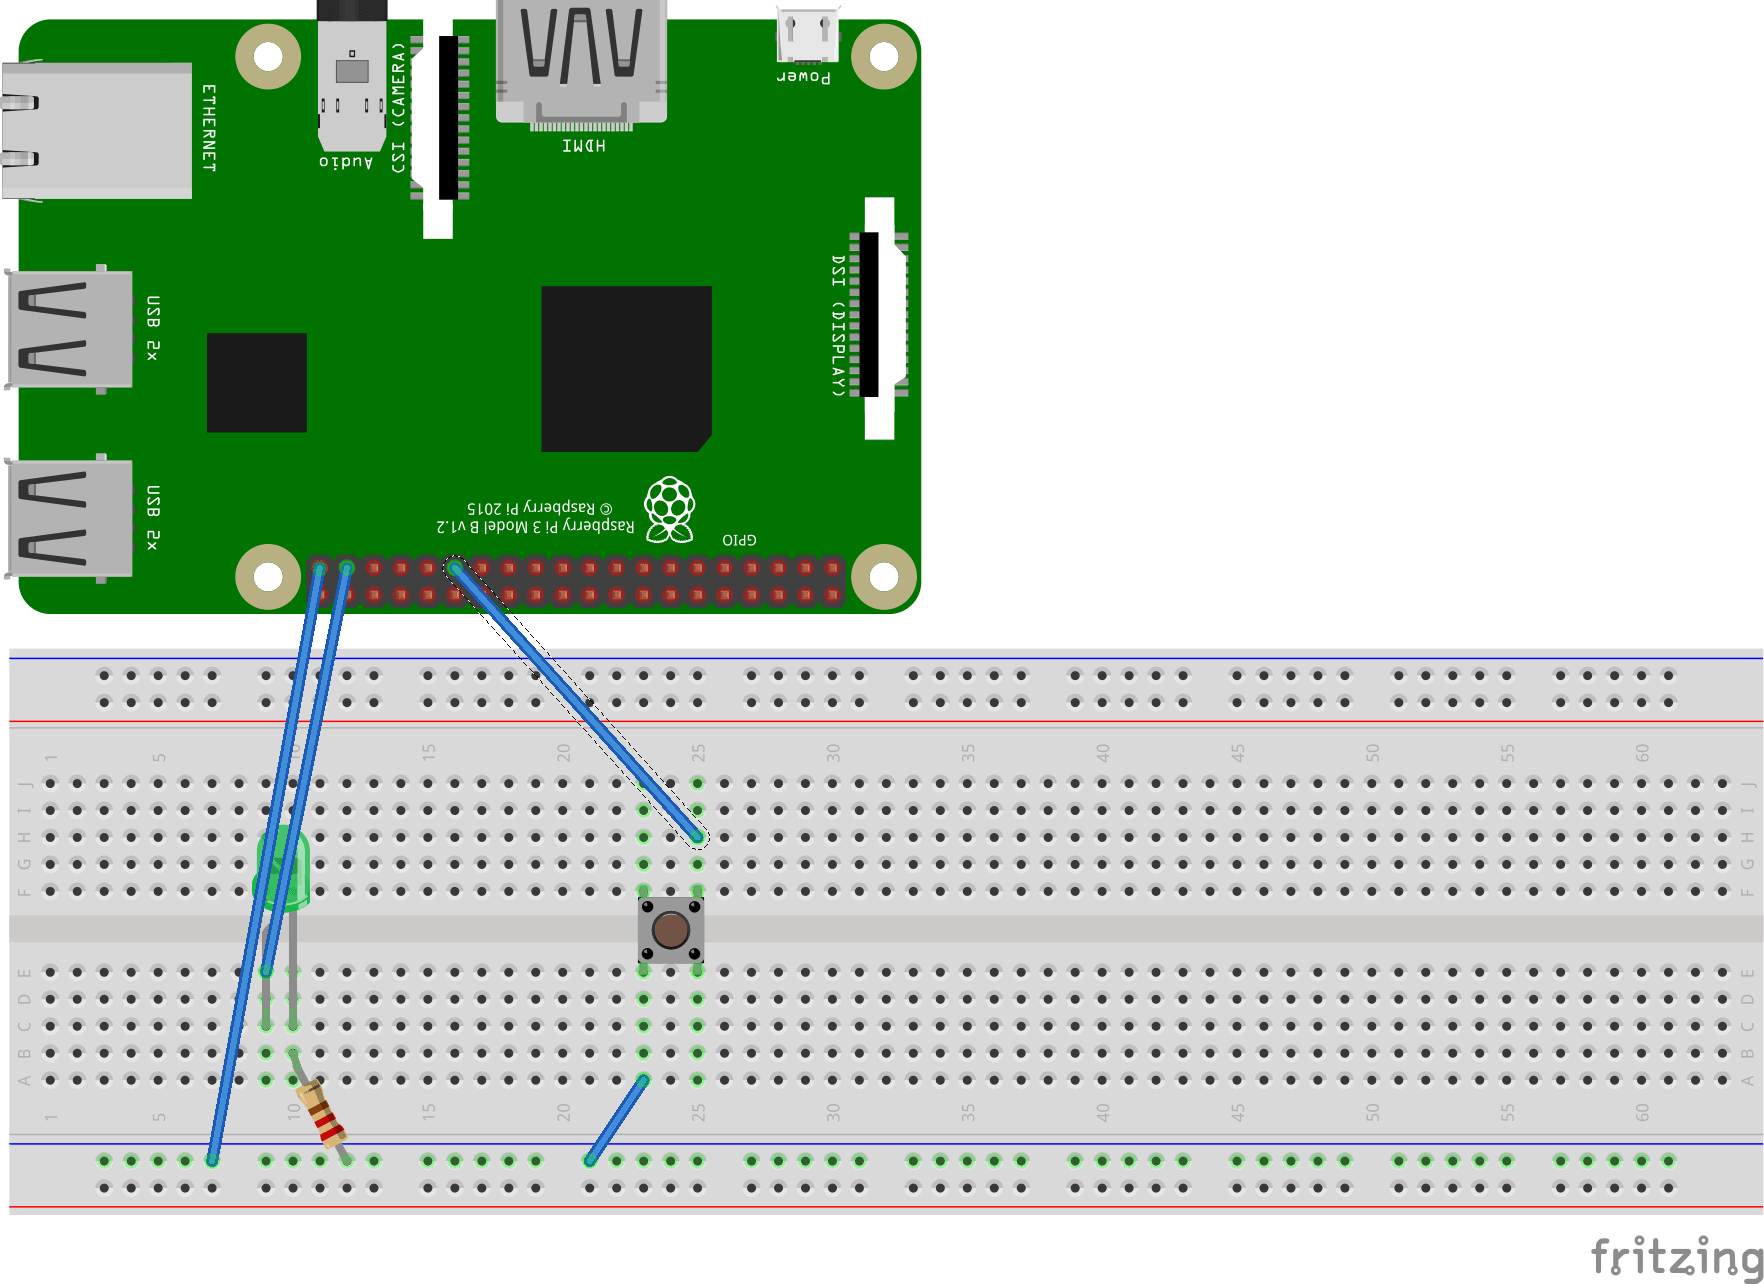 Power
ETHERNET
Audio
CSI (CAMERA)
HDMI
DSI (DISPLAY)
USB 2x
USB 2x
Raspberry Pi 3 Model B v1.2
© Raspberry Pi 2015
GPIO
1 5 10 15 20 25 30 35 40 45 50 55 60
J J
I I
H H
G G
F F
E E
D D
C C
B B
A A
1 5 10 15 20 25 30 35 40 45 50 55 60
fritzing